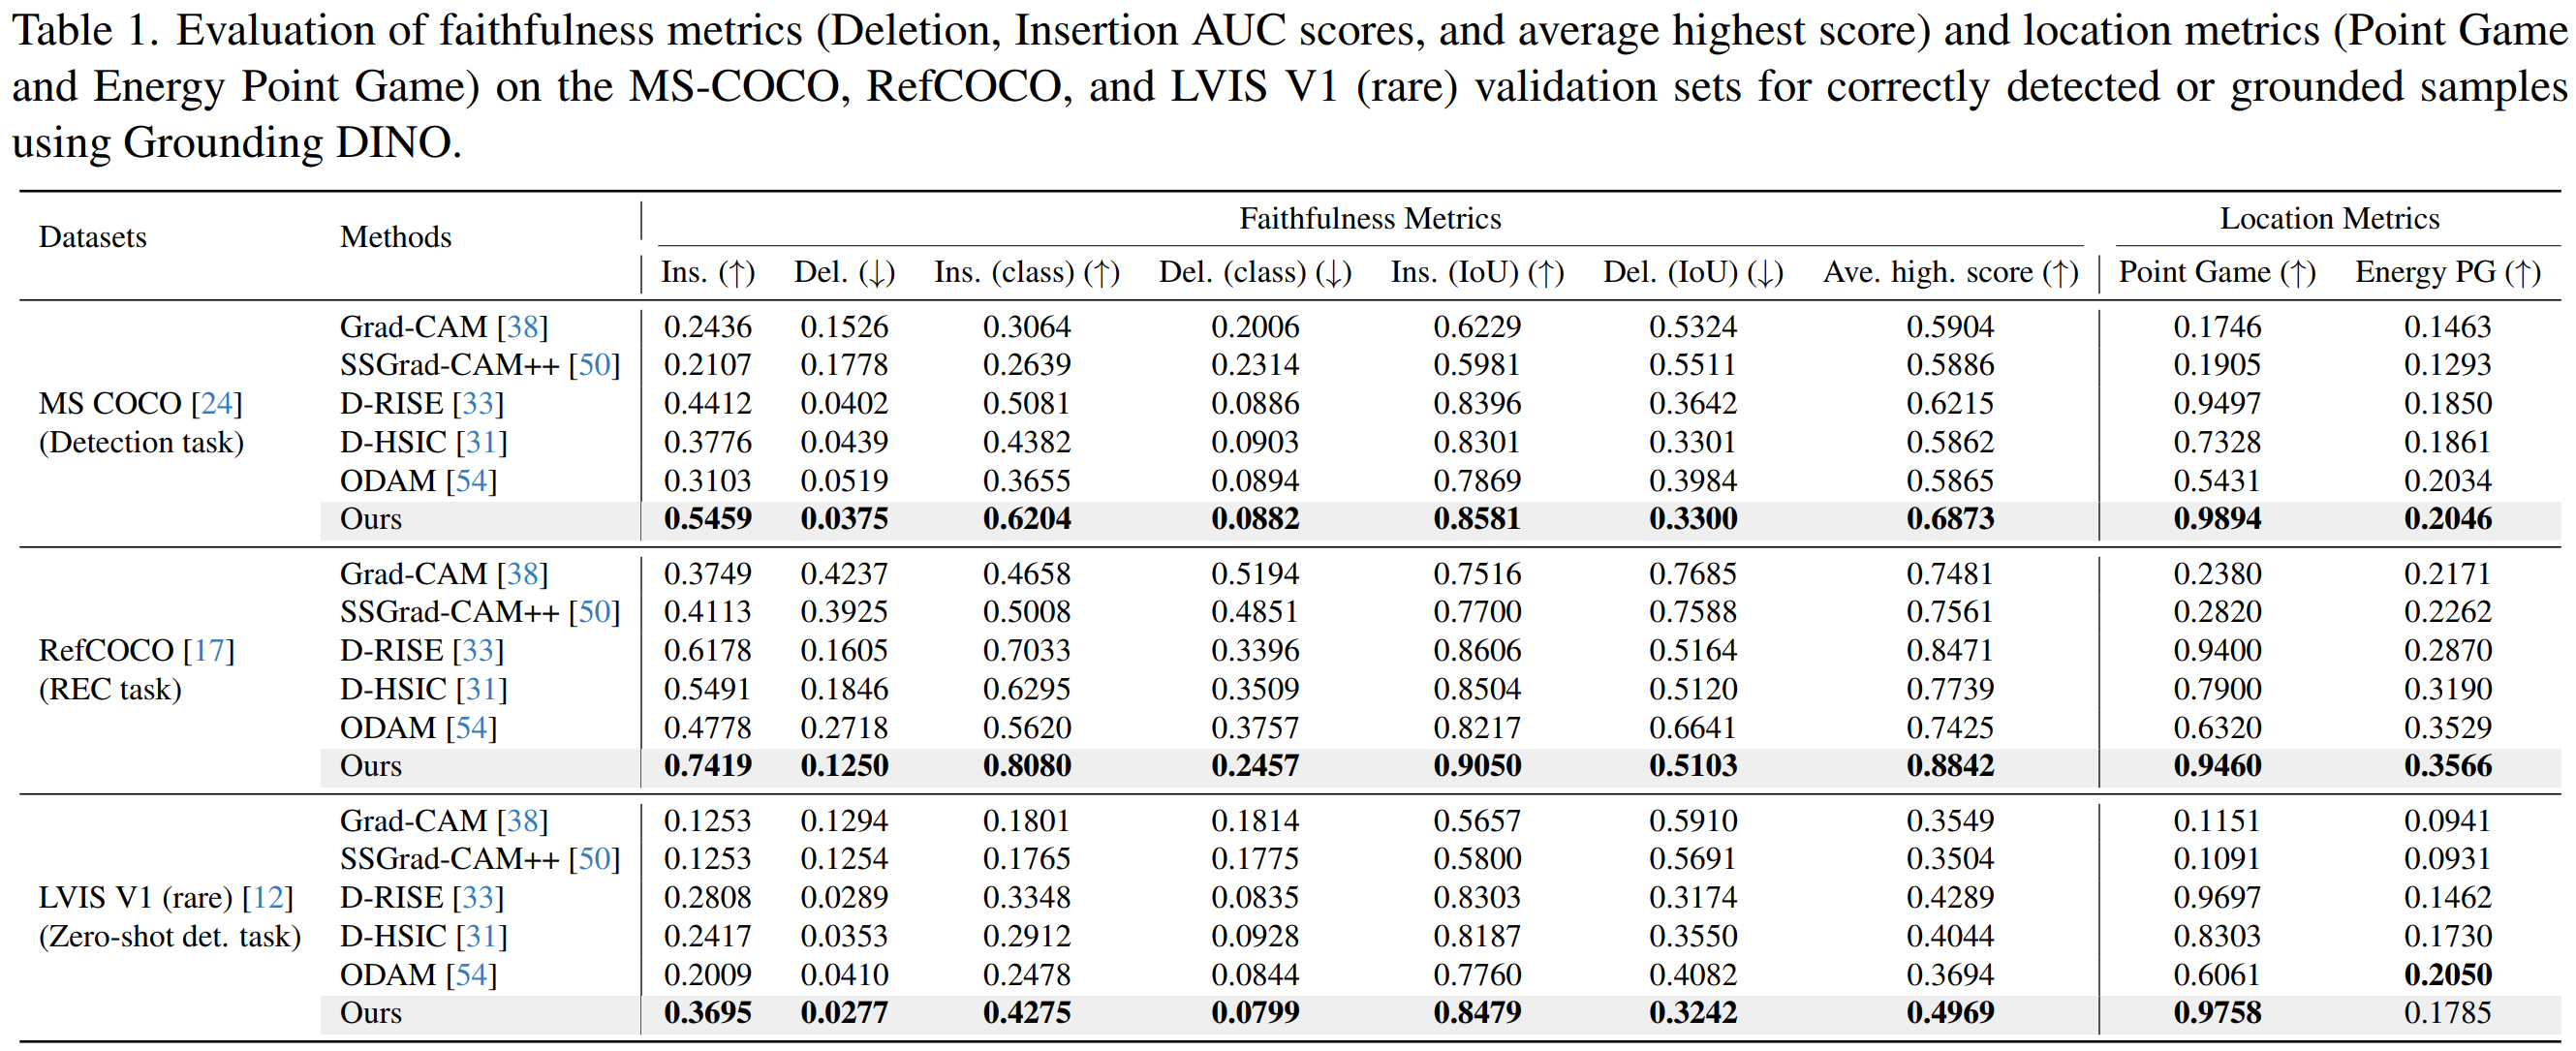 Table 1. Evaluation of faithfulness metrics (Deletion, Insertion AUC scores, and average highest score) and location metrics (Point Game
and Energy Point Game) on the MS-COCO, RefCOCO, and LVIS V1 (rare) validation sets for correctly detected or grounded samples
using Grounding DINO.
Datasets Methods Faithfulness Metrics Location Metrics
Ins. (↑) Del. (↓) Ins. (class) (↑) Del. (class) (↓) Ins. (IoU) (↑) Del. (IoU) (↓) Ave. high. score (↑) Point Game (↑) Energy PG (↑)
MS COCO [24]
(Detection task)
Grad-CAM [38] 0.2436 0.1526 0.3064 0.2006 0.6229 0.5324 0.5904 0.1746 0.1463
SSGrad-CAM++ [50] 0.2107 0.1778 0.2639 0.2314 0.5981 0.5511 0.5886 0.1905 0.1293
D-RISE [33] 0.4412 0.0402 0.5081 0.0886 0.8396 0.3642 0.6215 0.9497 0.1850
D-HSIC [31] 0.3776 0.0439 0.4382 0.0903 0.8301 0.3301 0.5862 0.7328 0.1861
ODAM [54] 0.3103 0.0519 0.3655 0.0894 0.7869 0.3984 0.5865 0.5431 0.2034
Ours 0.5459 0.0375 0.6204 0.0882 0.8581 0.3300 0.6873 0.9894 0.2046
RefCOCO [17]
(REC task)
Grad-CAM [38] 0.3749 0.4237 0.4658 0.5194 0.7516 0.7685 0.7481 0.2380 0.2171
SSGrad-CAM++ [50] 0.4113 0.3925 0.5008 0.4851 0.7700 0.7588 0.7561 0.2820 0.2262
D-RISE [33] 0.6178 0.1605 0.7033 0.3396 0.8606 0.5164 0.8471 0.9400 0.2870
D-HSIC [31] 0.5491 0.1846 0.6295 0.3509 0.8504 0.5120 0.7739 0.7900 0.3190
ODAM [54] 0.4778 0.2718 0.5620 0.3757 0.8217 0.6641 0.7425 0.6320 0.3529
Ours 0.7419 0.1250 0.8080 0.2457 0.9050 0.5103 0.8842 0.9460 0.3566
LVIS V1 (rare) [12]
(Zero-shot det. task)
Grad-CAM [38] 0.1253 0.1294 0.1801 0.1814 0.5657 0.5910 0.3549 0.1151 0.0941
SSGrad-CAM++ [50] 0.1253 0.1254 0.1765 0.1775 0.5800 0.5691 0.3504 0.1091 0.0931
D-RISE [33] 0.2808 0.0289 0.3348 0.0835 0.8303 0.3174 0.4289 0.9697 0.1462
D-HSIC [31] 0.2417 0.0353 0.2912 0.0928 0.8187 0.3550 0.4044 0.8303 0.1730
ODAM [54] 0.2009 0.0410 0.2478 0.0844 0.7760 0.4082 0.3694 0.6061 0.2050
Ours 0.3695 0.0277 0.4275 0.0799 0.8479 0.3242 0.4969 0.9758 0.1785